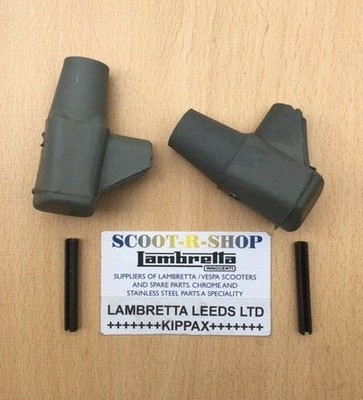 SCOOT-R-SHOP
Lambretta
INNOCENTI
SUPPLIERS OF LAMBRETTA / VESPA SCOOTERS
AND SPARE PARTS. CHROME AND
STAINLESS STEEL PARTS A SPECIALITY
LAMBRETTA LEEDS LTD
+++++++KIPPAX+++++++